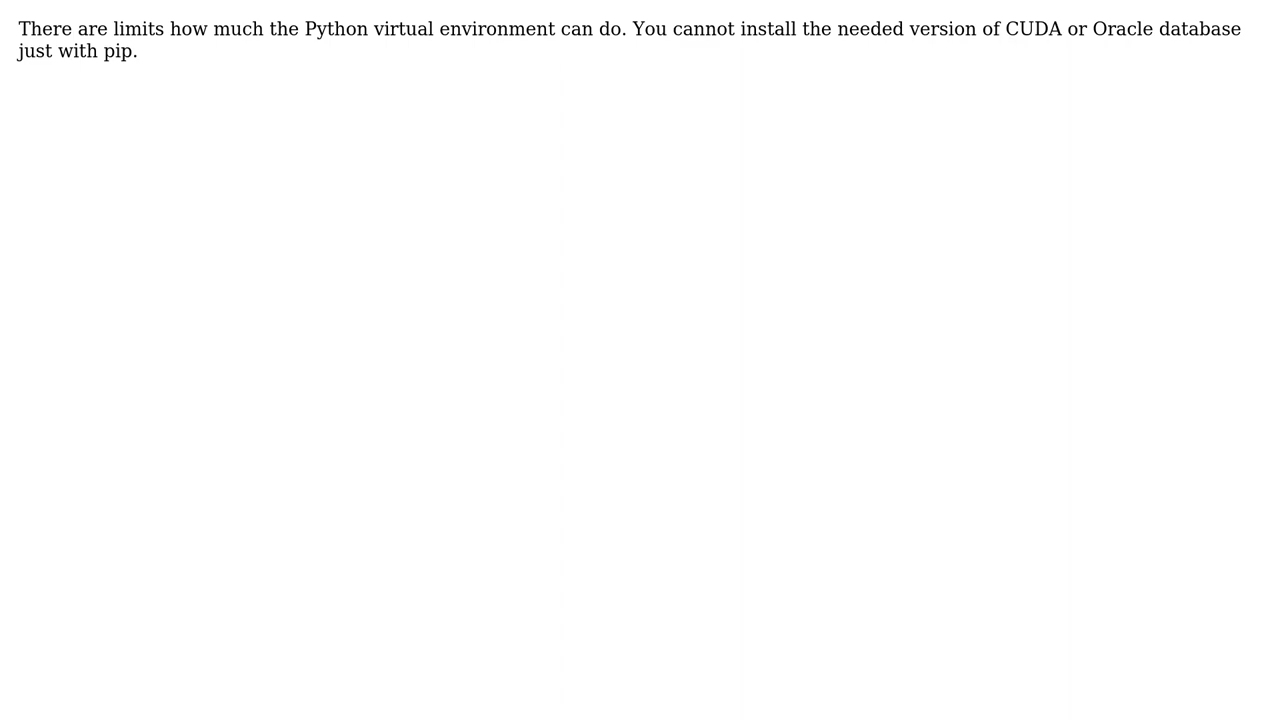 There are limits how much the Python virtual environment can do. You cannot install the needed version of CUDA or Oracle database
just with pip.